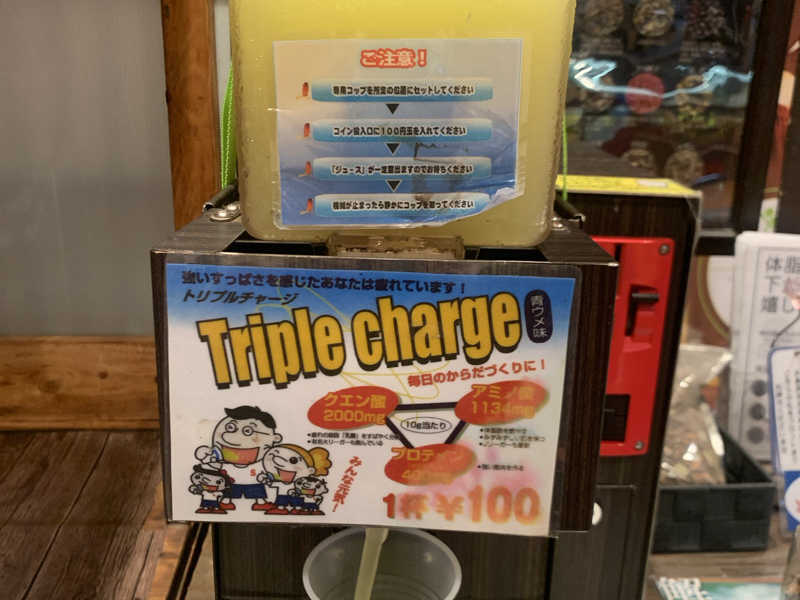 ご注意！
専用コップを所定の位置にセットしてください
コイン投入口に１００円玉を入れてください
「ジュース」が一定量出ますのでお待ちください
機械が止まったら静かにコップを取ってください
強いすっぱさを感じたあなたは疲れています！
トリプルチャージ
Triple charge
青ウメ味
毎日のからだづくりに！
クエン酸
2000mg
アミノ酸
1134mg
10g当たり
プロテイン
みんな元気！
1杯￥100
体脂